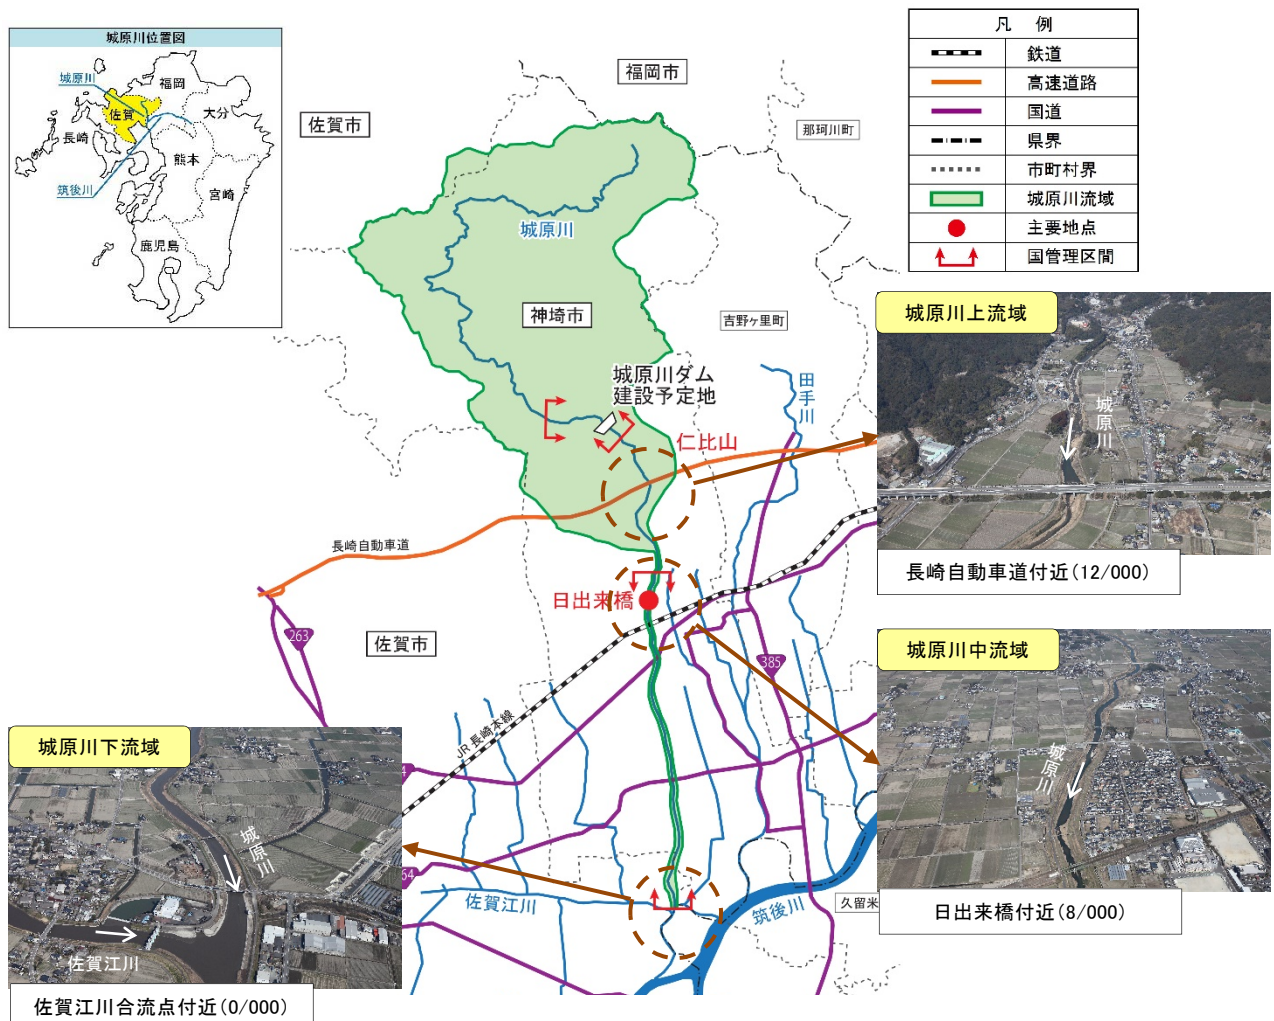 城原川位置図
城原川
福岡
佐賀
大分
長崎
熊本
筑後川
宮崎
鹿児島
凡 例
鉄道
高速道路
国道
県界
市町村界
城原川流域
主要地点
国管理区間
福岡市
佐賀市
那珂川町
城原川
神埼市
吉野ヶ里町
城原川ダム
建設予定地
田手川
仁比山
長崎自動車道
日出来橋
263
佐賀市
385
JR長崎本線
4
64
佐賀江川
筑後川
久留米
城原川上流域
城原川
長崎自動車道付近(12/000)
城原川中流域
城原川
日出来橋付近(8/000)
城原川下流域
城原川
佐賀江川
佐賀江川合流点付近(0/000)